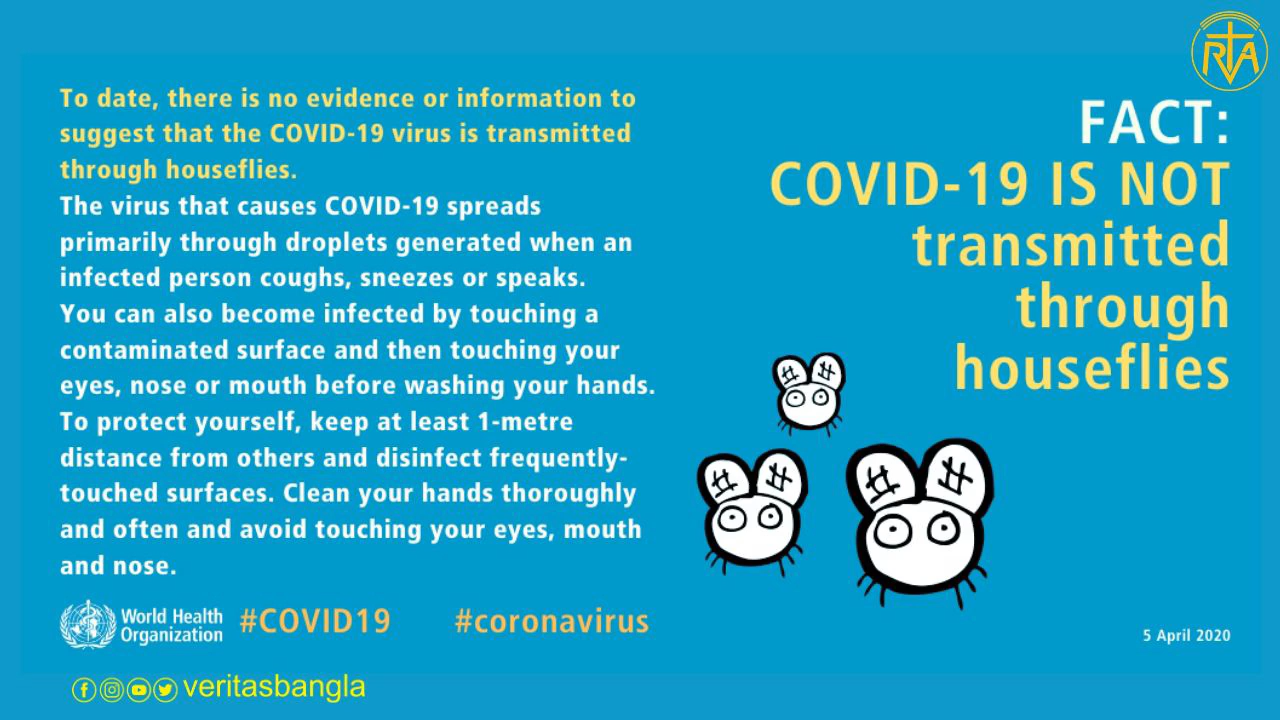 RVA
To date, there is no evidence or information to
suggest that the COVID-19 virus is transmitted
through houseflies.
The virus that causes COVID-19 spreads
primarily through droplets generated when an
infected person coughs, sneezes or speaks.
You can also become infected by touching a
contaminated surface and then touching your
eyes, nose or mouth before washing your hands.
To protect yourself, keep at least 1-metre
distance from others and disinfect frequently-
touched surfaces. Clean your hands thoroughly
and often and avoid touching your eyes, mouth
and nose.
FACT:
COVID-19 IS NOT
transmitted
through
houseflies
World Health
Organization
#COVID19 #coronavirus
5 April 2020
veritasbangla